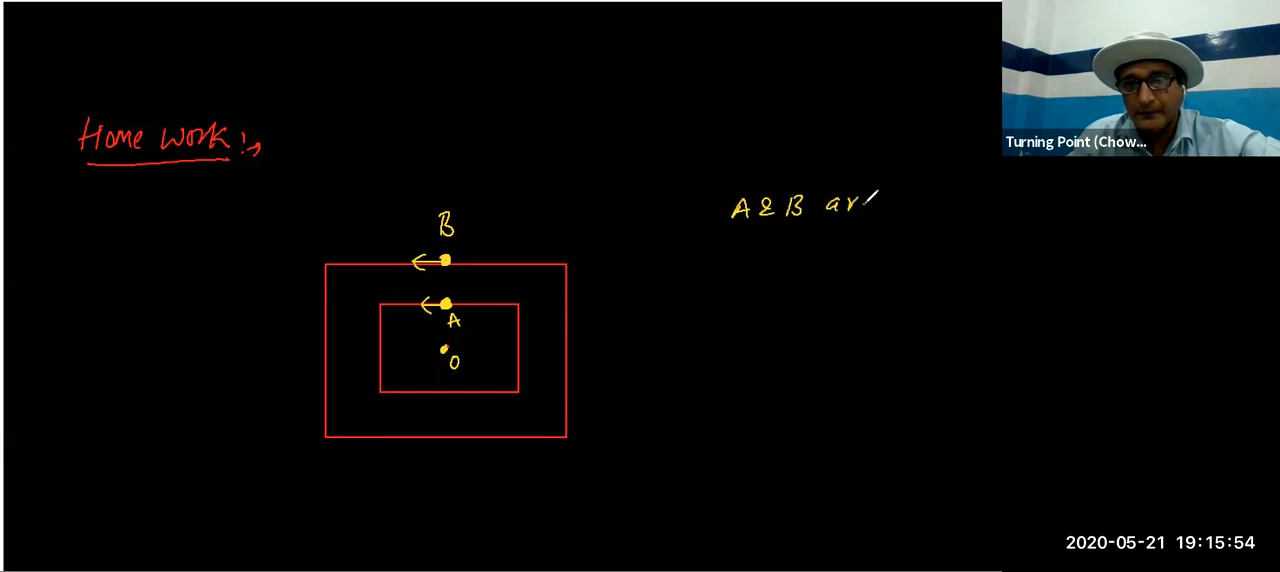 Home Work :→
B
A & B ar
A
O
Turning Point (Chow...
2020-05-21 19:15:54